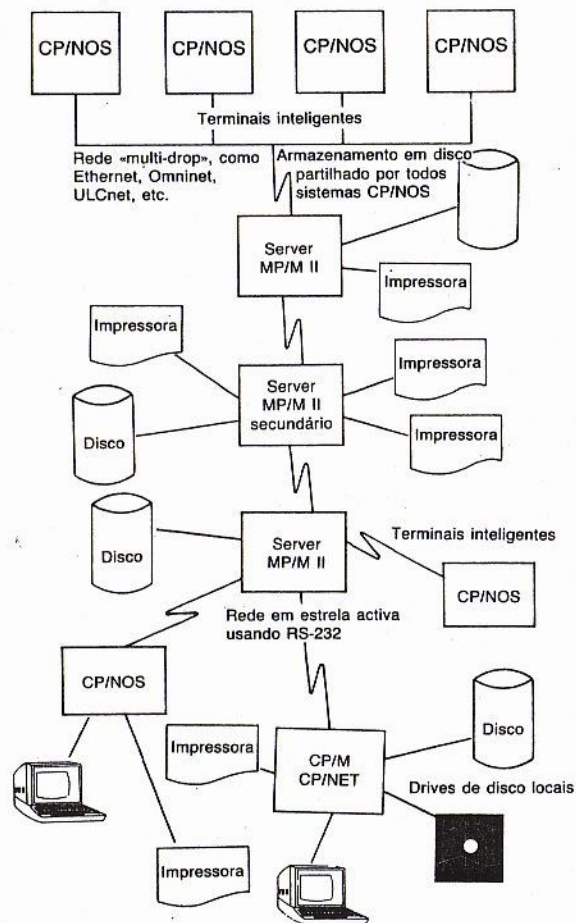 CP/NOS
CP/NOS
CP/NOS
CP/NOS
Terminais inteligentes
Rede «multi-drop», como
Ethernet, Omninet,
ULCnet, etc.
Armazenamento em disco
partilhado por todos
sistemas CP/NOS
Server
MP/M II
Impressora
Impressora
Server
MP/M II
secundário
Impressora
Disco
Impressora
Disco
Server
MP/M II
Terminais inteligentes
CP/NOS
Rede em estrela activa
usando RS-232
CP/NOS
Impressora
CP/M
CP/NET
Disco
Drives de disco locais
Impressora